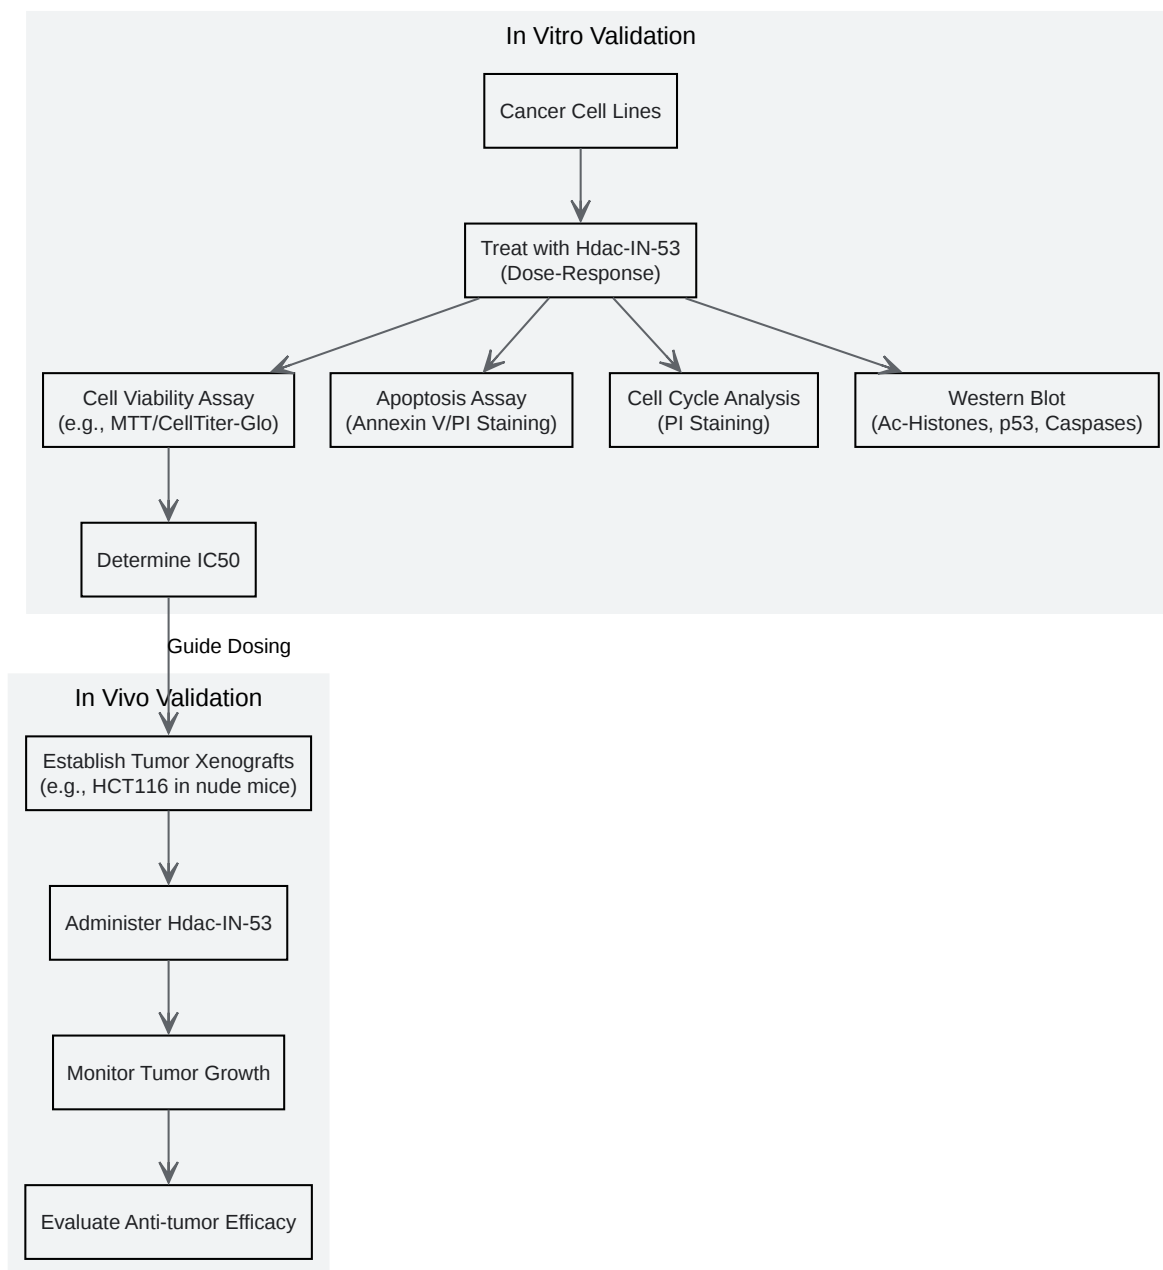 In Vitro Validation
Cancer Cell Lines
Treat with Hdac-IN-53
(Dose-Response)
Cell Viability Assay
(e.g., MTT/CellTiter-Glo)
Apoptosis Assay
(Annexin V/PI Staining)
Cell Cycle Analysis
(PI Staining)
Western Blot
(Ac-Histones, p53, Caspases)
Determine IC50
Guide Dosing
In Vivo Validation
Establish Tumor Xenografts
(e.g., HCT116 in nude mice)
Administer Hdac-IN-53
Monitor Tumor Growth
Evaluate Anti-tumor Efficacy